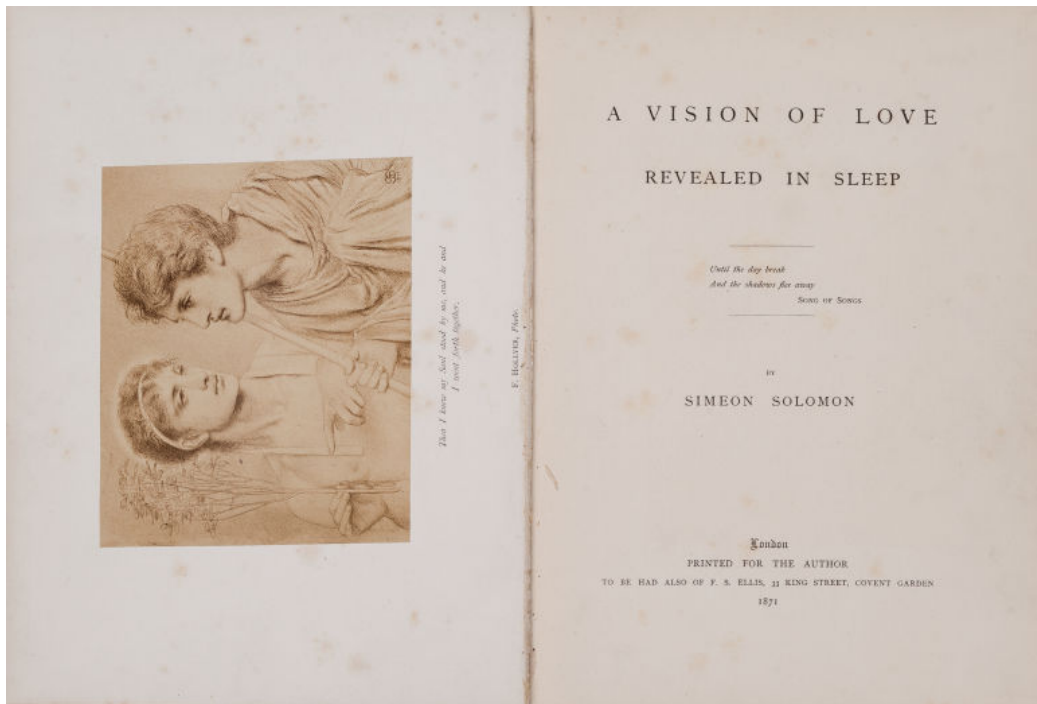 Then I knew my Soul stood by me, and he and
I went forth together.
F. HOLLYER, Photo.
A VISION OF LOVE
REVEALED IN SLEEP
Until the day break
And the shadows flee away
SONG OF SONGS
BY
SIMEON SOLOMON
London
PRINTED FOR THE AUTHOR
TO BE HAD ALSO OF F. S. ELLIS, 33 KING STREET, COVENT GARDEN
1871